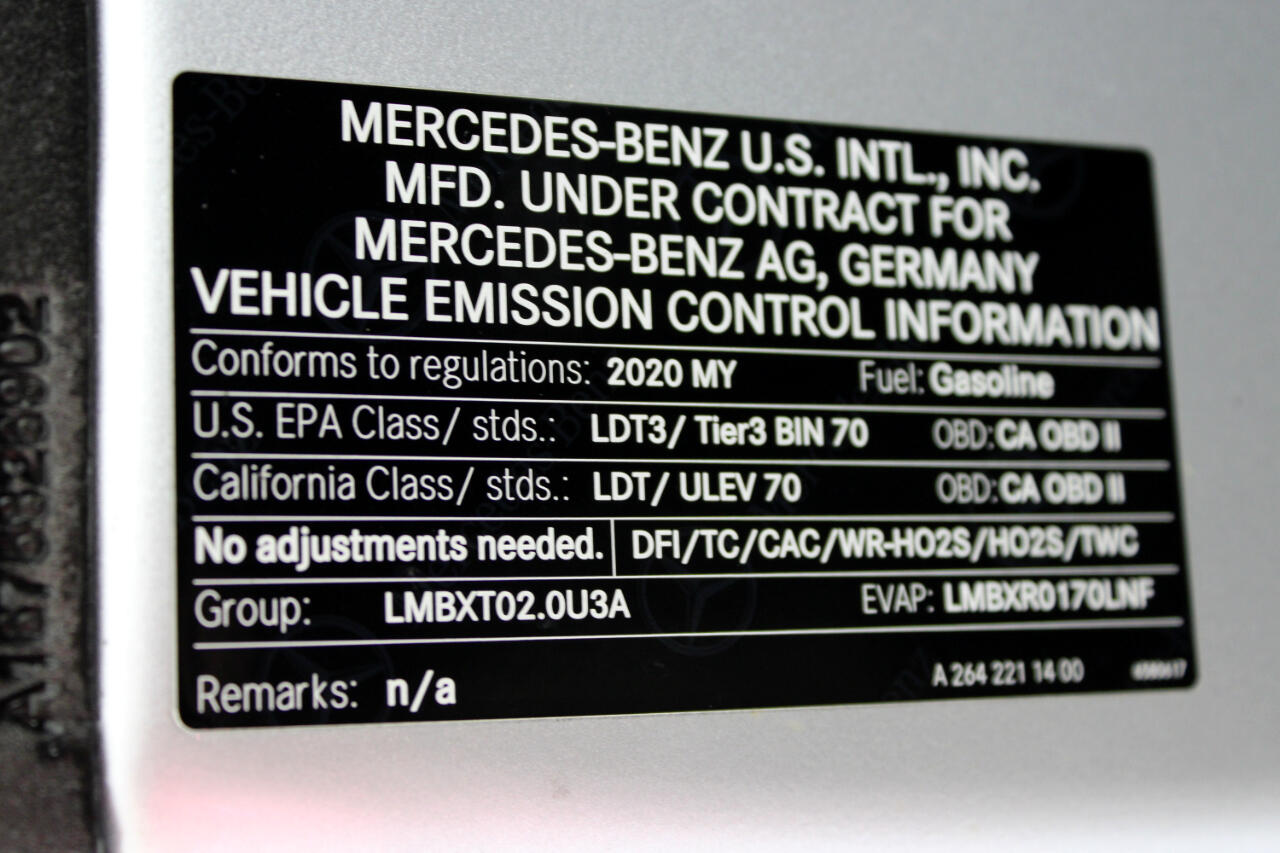 MERCEDES-BENZ U.S. INTL., INC.
MFD. UNDER CONTRACT FOR
MERCEDES-BENZ AG, GERMANY
VEHICLE EMISSION CONTROL INFORMATION
Conforms to regulations: 2020 MY Fuel: Gasoline
U.S. EPA Class/ stds.: LDT3/ Tier3 BIN 70 OBD: CA OBD II
California Class/ stds.: LDT/ ULEV 70 OBD: CA OBD II
No adjustments needed. DFI/TC/CAC/WR-HO2S/HO2S/TWC
Group: LMBXT02.0U3A EVAP: LMBXR0170LNF
Remarks: n/a A 264 221 14 00